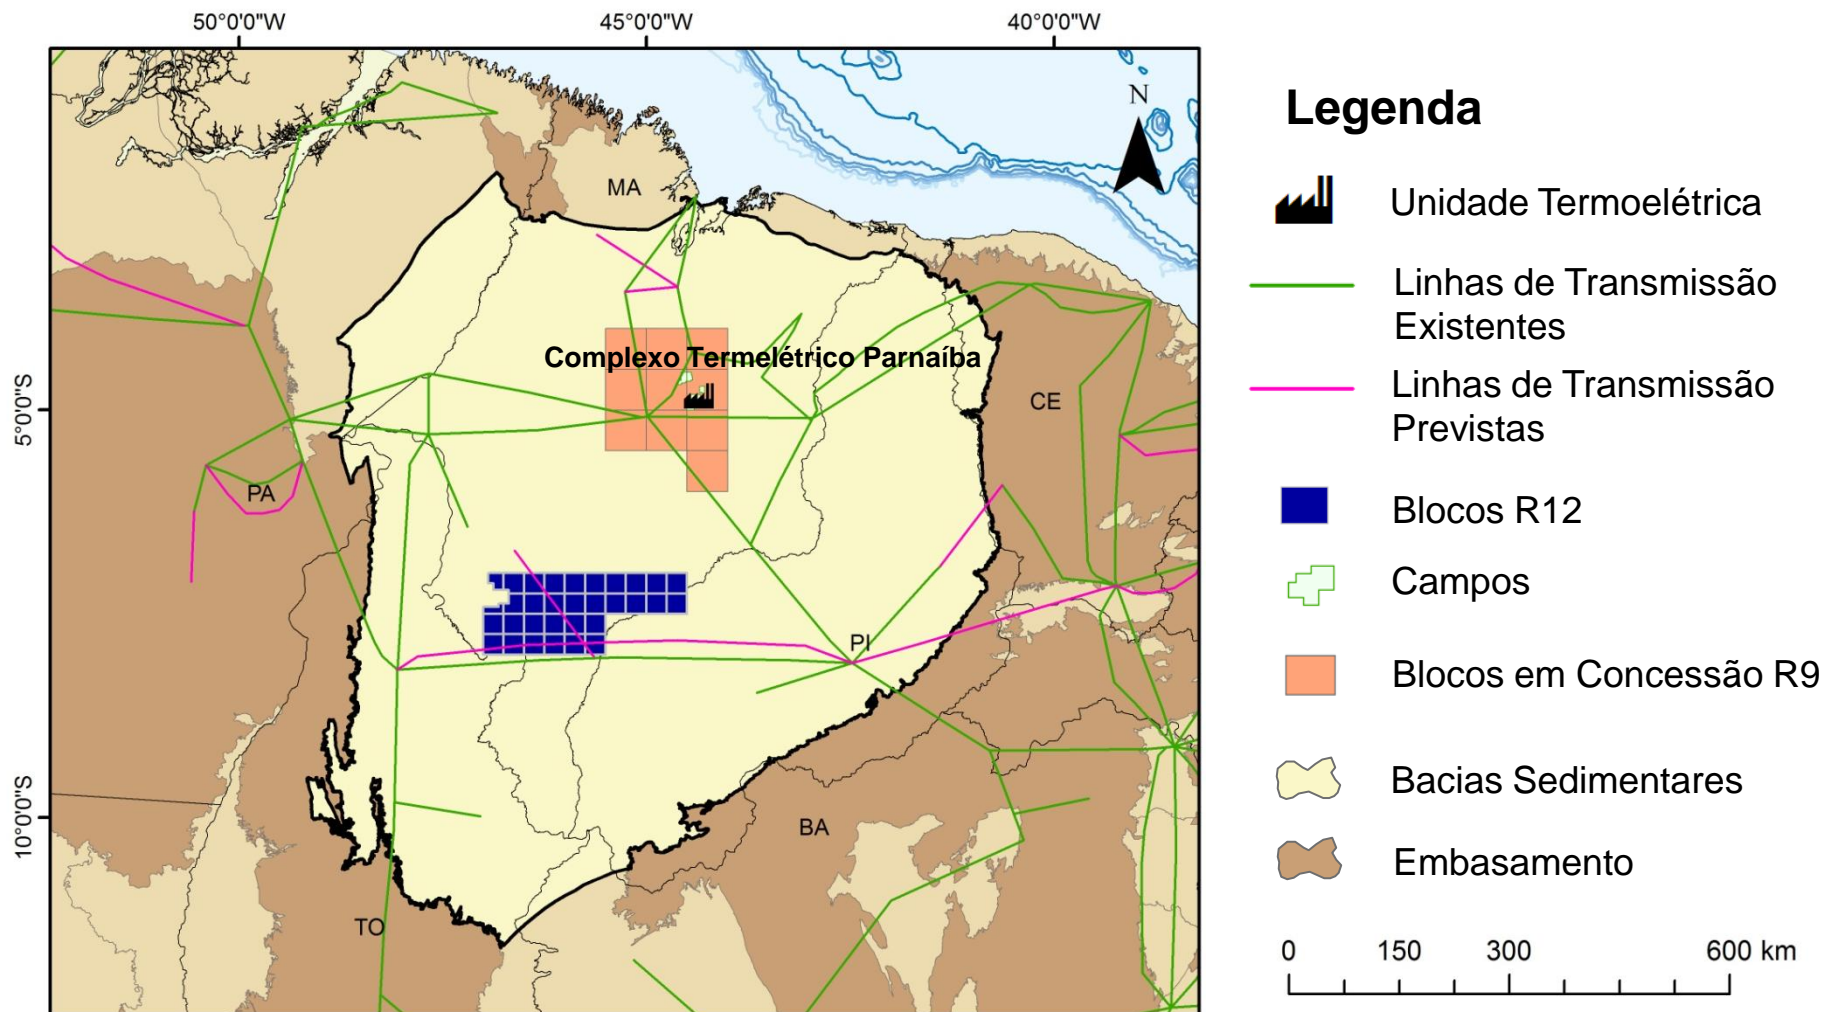 50°0'0"W
45°0'0"W
40°0'0"W
5°0'0"S
10°0'0"S
N
MA
Complexo Termelétrico Parnaíba
CE
PA
PI
BA
TO
Legenda
Unidade Termoelétrica
Linhas de Transmissão
Existentes
Linhas de Transmissão
Previstas
Blocos R12
Campos
Blocos em Concessão R9
Bacias Sedimentares
Embasamento
0 150 300 600 km